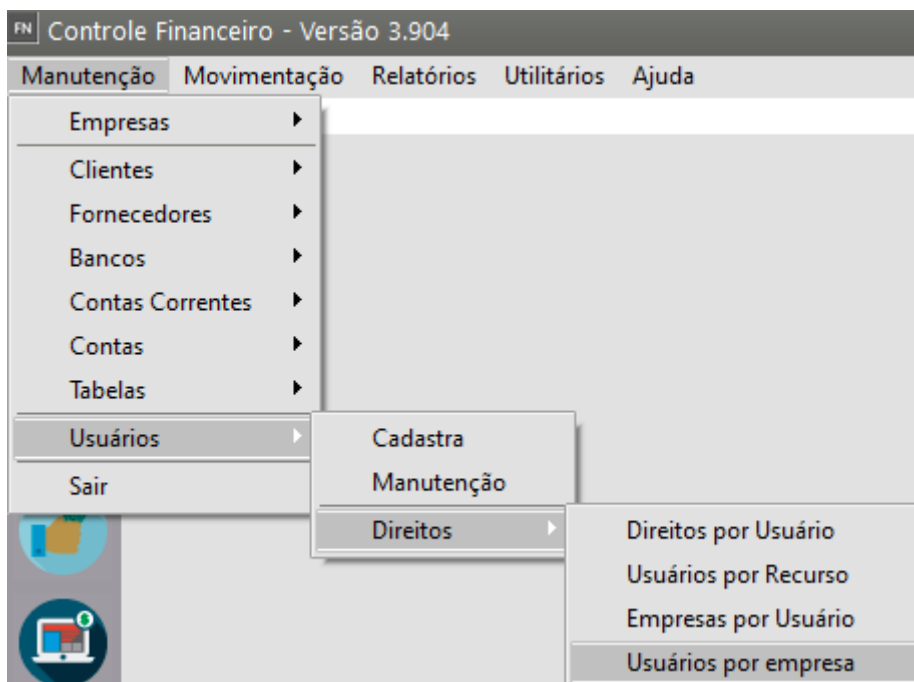 FN Controle Financeiro - Versão 3.904
Manutenção Movimentação Relatórios Utilitários Ajuda
Empresas
Clientes
Fornecedores
Bancos
Contas Correntes
Contas
Tabelas
Usuários
Sair
Cadastra
Manutenção
Direitos
Direitos por Usuário
Usuários por Recurso
Empresas por Usuário
Usuários por empresa